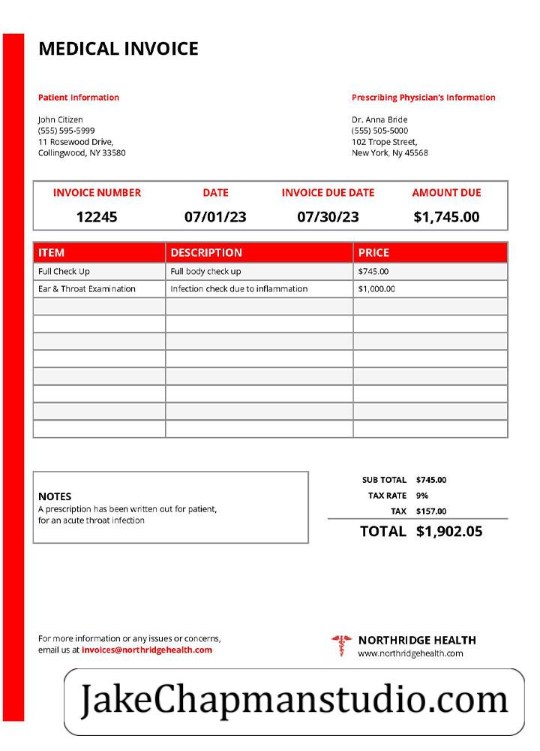 MEDICAL INVOICE
Patient Information
John Citizen
(555) 595-5999
11 Rosewood Drive,
Collingwood, NY 33580
Prescribing Physician's Information
Dr. Anna Bride
(555) 505-5000
102 Trope Street,
New York, Ny 45568
INVOICE NUMBER DATE INVOICE DUE DATE AMOUNT DUE
12245 07/01/23 07/30/23 $1,745.00
ITEM DESCRIPTION PRICE
Full Check Up Full body check up $745.00
Ear & Throat Examination Infection check due to inflammation $1,000.00
NOTES
A prescription has been written out for patient,
for an acute throat infection
SUB TOTAL $745.00
TAX RATE 9%
TAX $157.00
TOTAL $1,902.05
For more information or any issues or concerns,
email us at invoices@northridgehealth.com
NORTHRIDGE HEALTH
www.northridgehealth.com
JakeChapmanstudio.com